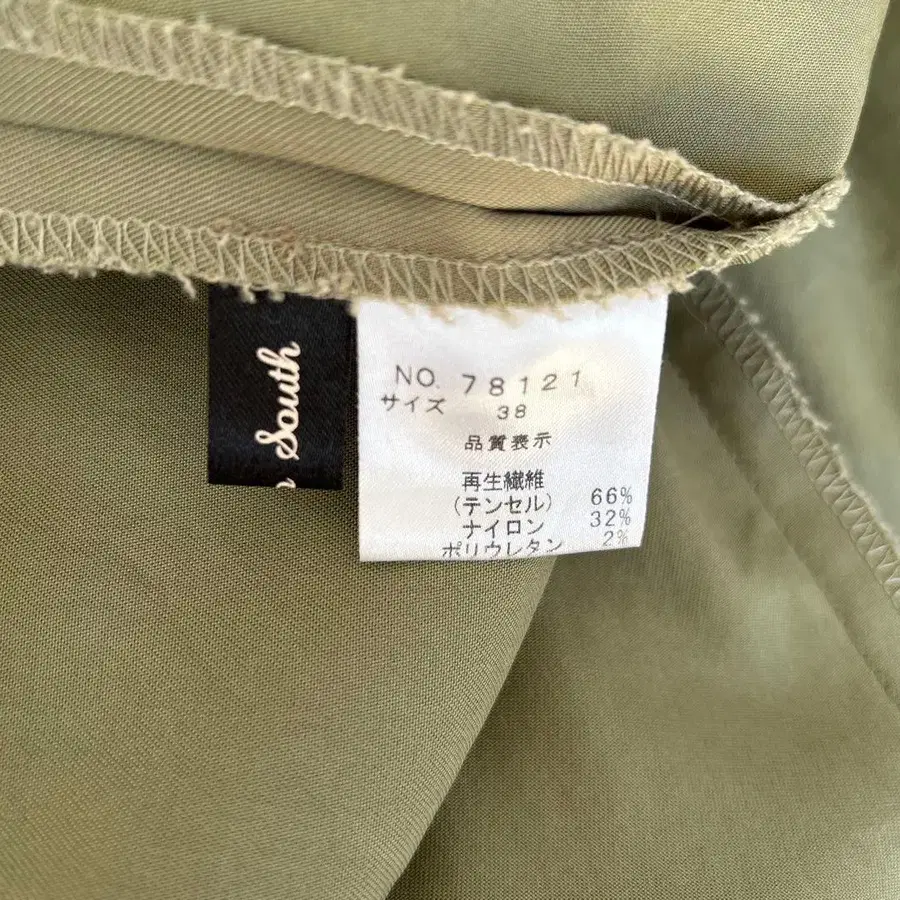 South
NO. 78121
サイズ 38
品質表示
再生繊維
(テンセル) 66%
ナイロン 32%
ポリウレタン 2%